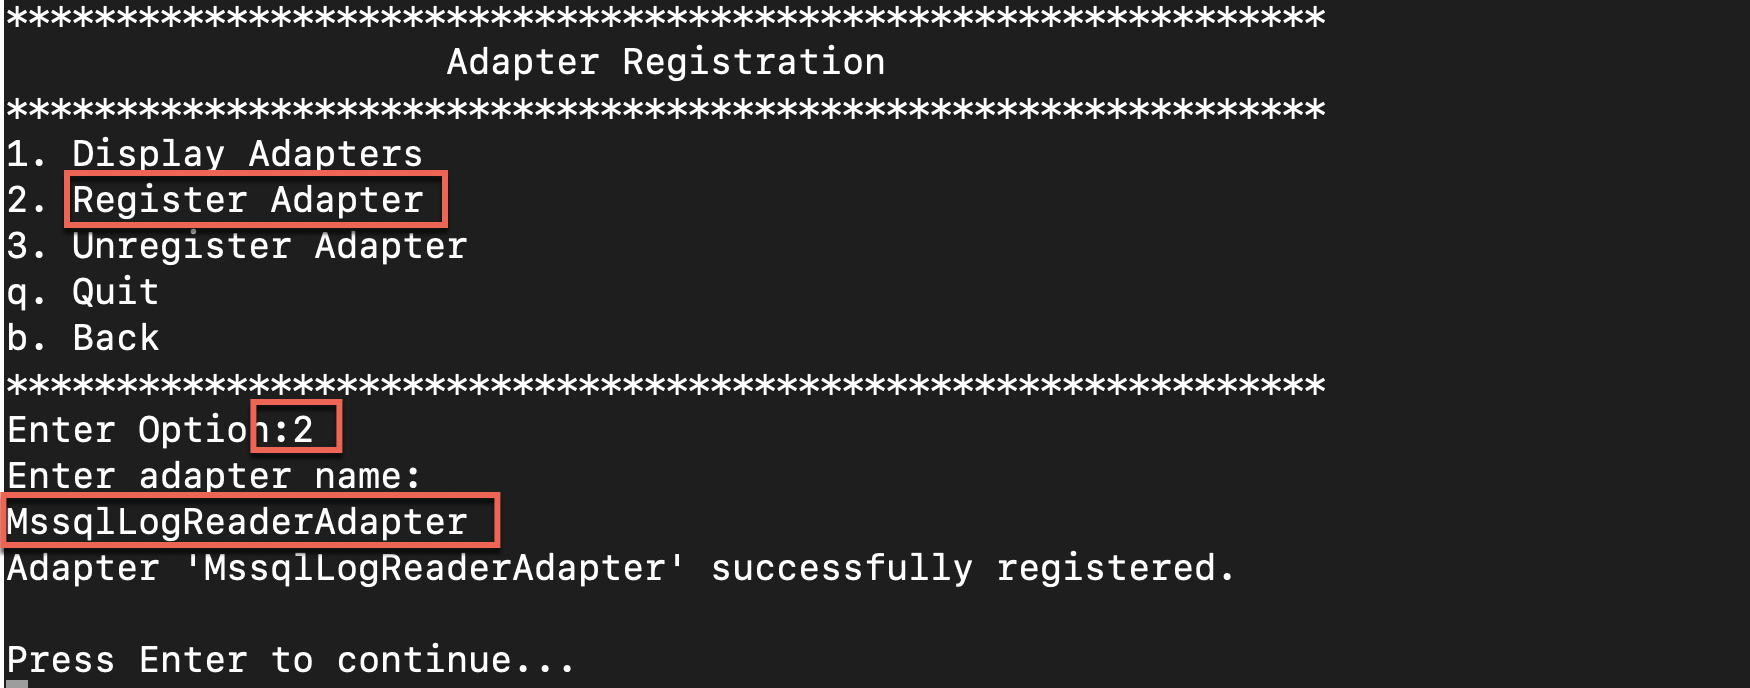 ************************************************************
Adapter Registration
************************************************************
1. Display Adapters
2. Register Adapter
3. Unregister Adapter
q. Quit
b. Back
************************************************************
Enter Option:2
Enter adapter name:
MssqlLogReaderAdapter
Adapter 'MssqlLogReaderAdapter' successfully registered.
Press Enter to continue...